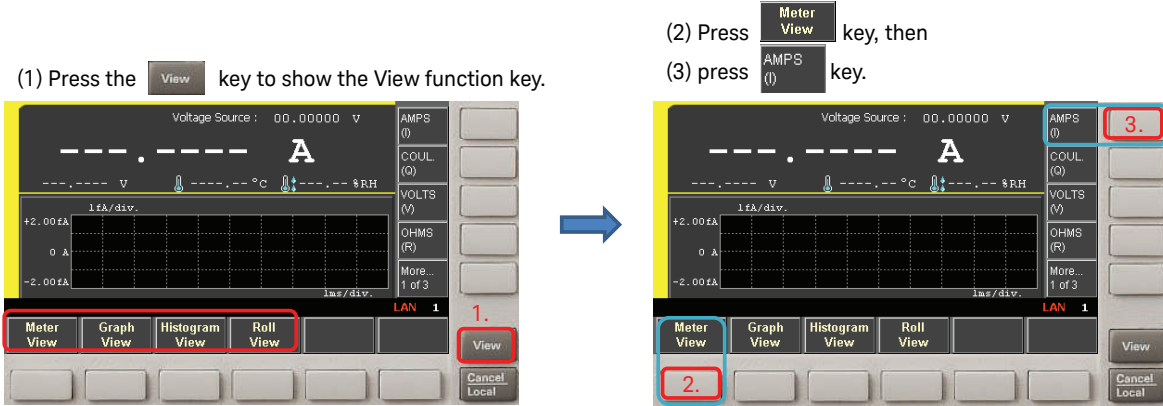 (1) Press the View key to show the View function key.
Voltage Source : 00.00000 V
---.---- A
---.---- V ----.-- °C ----.-- %RH
1fA/div.
+2.00fA
0 A
-2.00fA
1ms/div.
AMPS
(I)
COUL.
(Q)
VOLTS
(V)
OHMS
(R)
More...
1 of 3
LAN 1
1.
Meter
View
Graph
View
Histogram
View
Roll
View
View
Cancel
Local
(2) Press Meter View key, then
(3) press AMPS (I) key.
Voltage Source : 00.00000 V
---.---- A
---.---- V ----.-- °C ----.-- %RH
1fA/div.
+2.00fA
0 A
-2.00fA
1ms/div.
AMPS
(I)
3.
COUL.
(Q)
VOLTS
(V)
OHMS
(R)
More...
1 of 3
LAN 1
Meter
View
Graph
View
Histogram
View
Roll
View
View
2.
Cancel
Local